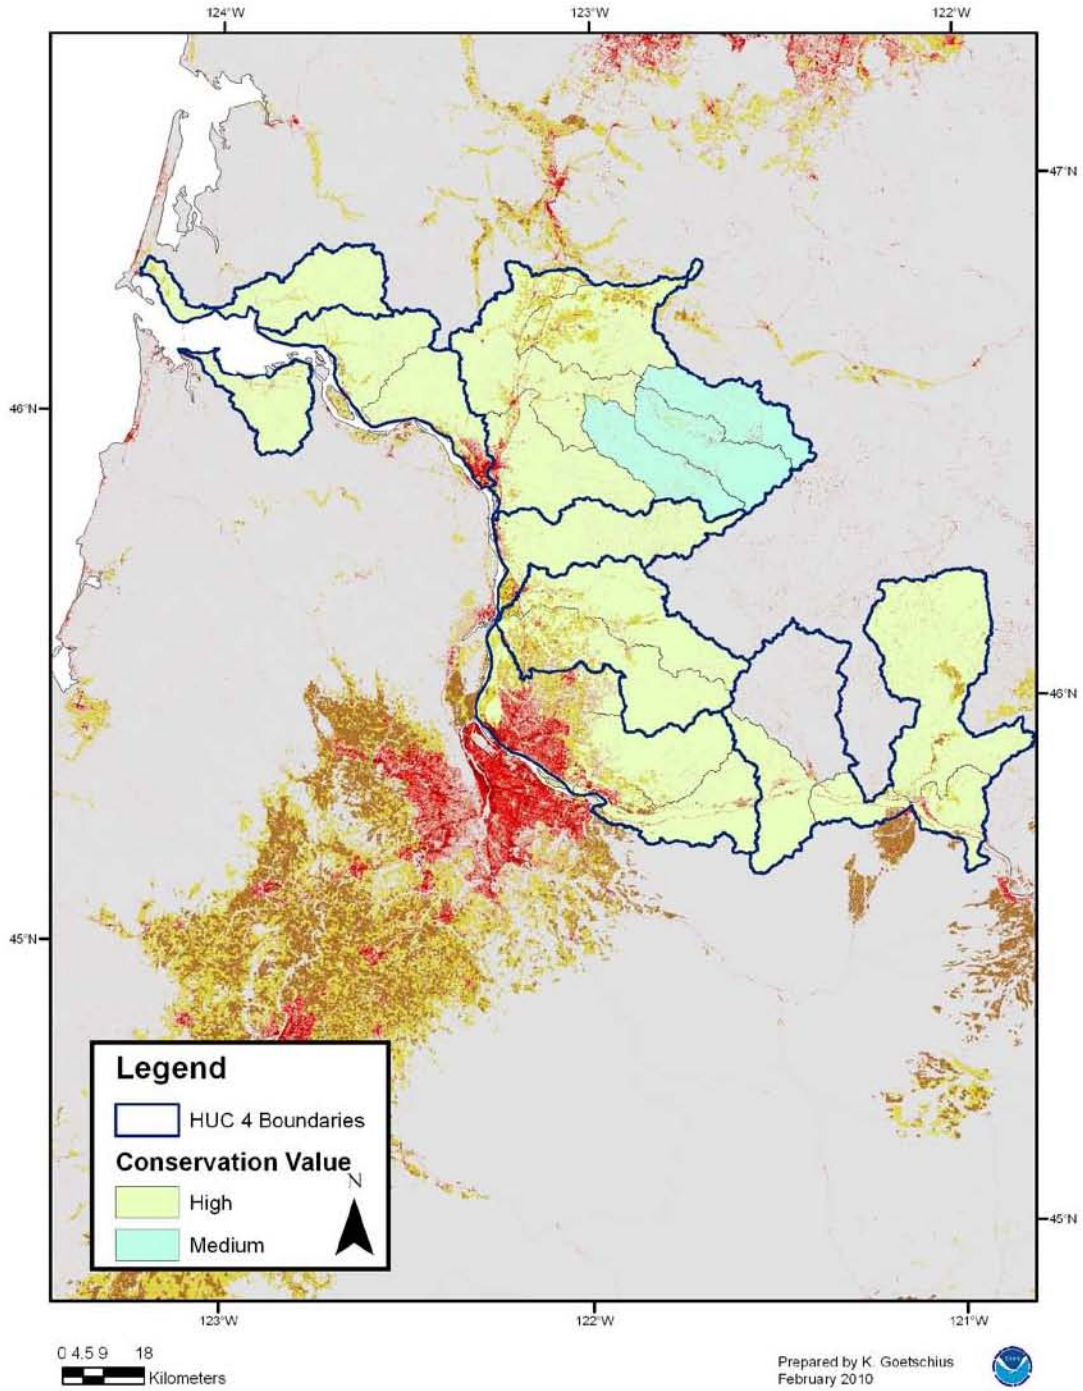 124°W 123°W 122°W
47°N
46°N
46°N
45°N
Legend
HUC 4 Boundaries
Conservation Value
N
High
Medium
45°N
123°W 122°W 121°W
0 4.5 9 18
Kilometers
Prepared by K. Goetschius
February 2010